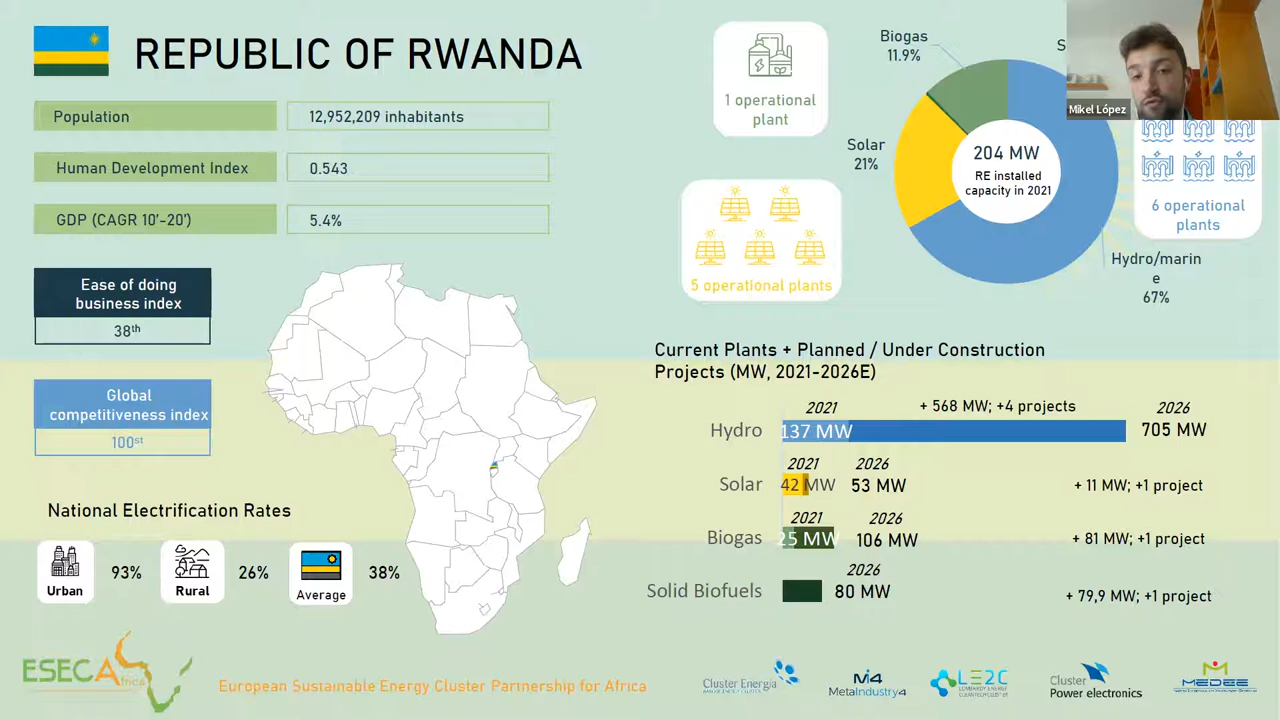 REPUBLIC OF RWANDA
Population
12,952,209 inhabitants
Human Development Index
0.543
GDP (CAGR 10'-20')
5.4%
Ease of doing
business index
38th
Global
competitiveness index
100st
National Electrification Rates
93%
Urban
26%
Rural
38%
Average
1 operational
plant
5 operational plants
Biogas
11.9%
S
Solar
21%
204 MW
RE installed
capacity in 2021
Mikel López
6 operational
plants
Hydro/marin
e
67%
Current Plants + Planned / Under Construction
Projects (MW, 2021-2026E)
2021
+ 568 MW; +4 projects
2026
Hydro
137 MW
705 MW
2021
2026
Solar
42 MW
53 MW
+ 11 MW; +1 project
2021
2026
Biogas
25 MW
106 MW
+ 81 MW; +1 project
2026
Solid Biofuels
80 MW
+ 79,9 MW; +1 project
ESECA
frica
European Sustainable Energy Cluster Partnership for Africa
Cluster Energia
M4
MetaIndustry4
LE2C
Cluster
Power electronics
MEDEE